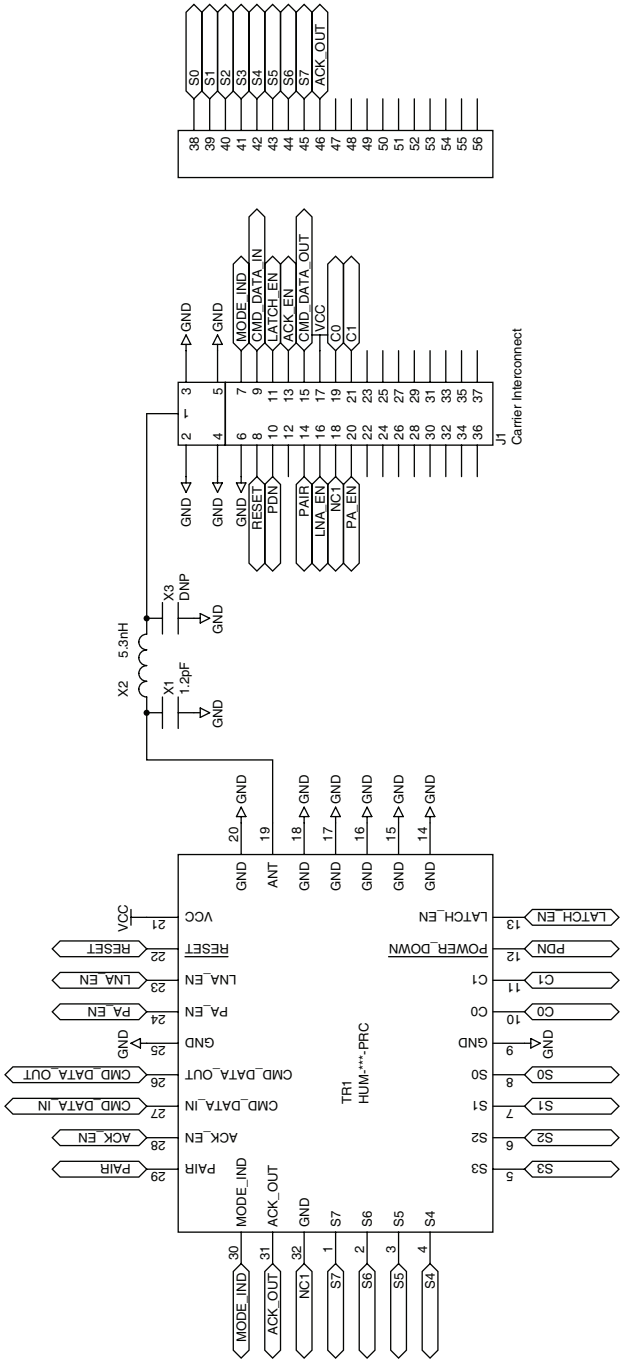 TR1
HUM-***-PRC
MODE_IND 30 MODE_IND
ACK_OUT 31 ACK_OUT
NC1 32 GND
S7 1 S7
S6 2 S6
S5 3 S5
S4 4 S4
PAIR 29 PAIR
ACK_EN 28 ACK_EN
CMD_DATA_IN 27 CMD_DATA_IN
CMD_DATA_OUT 26 CMD_DATA_OUT
GND 25 GND
PA_EN 24 PA_EN
LNA_EN 23 LNA_EN
RESET 22 RESET
VCC 21 VCC
S3 5 S3
S2 6 S2
S1 7 S1
S0 8 S0
GND 9 GND
C0 10 C0
C1 11 C1
POWER_DOWN 12 PDN
LATCH_EN 13 LATCH_EN
GND 20 GND
ANT 19
GND 18 GND
GND 17 GND
GND 16 GND
GND 15 GND
GND 14 GND
X1
1.2pF
GND
X2
5.3nH
X3
DNP
GND
1
GND 2 3 GND
GND 4 5 GND
GND 6 7 MODE_IND
RESET 8 9 CMD_DATA_IN
PDN 10 11 LATCH_EN
12 13 ACK_EN
PAIR 14 15 CMD_DATA_OUT
LNA_EN 16 17 VCC
NC1 18 19 C0
PA_EN 20 21 C1
22 23
24 25
26 27
28 29
30 31
32 33
34 35
36 37
J1
Carrier Interconnect
38 S0
39 S1
40 S2
41 S3
42 S4
43 S5
44 S6
45 S7
46 ACK_OUT
47
48
49
50
51
52
53
54
55
56